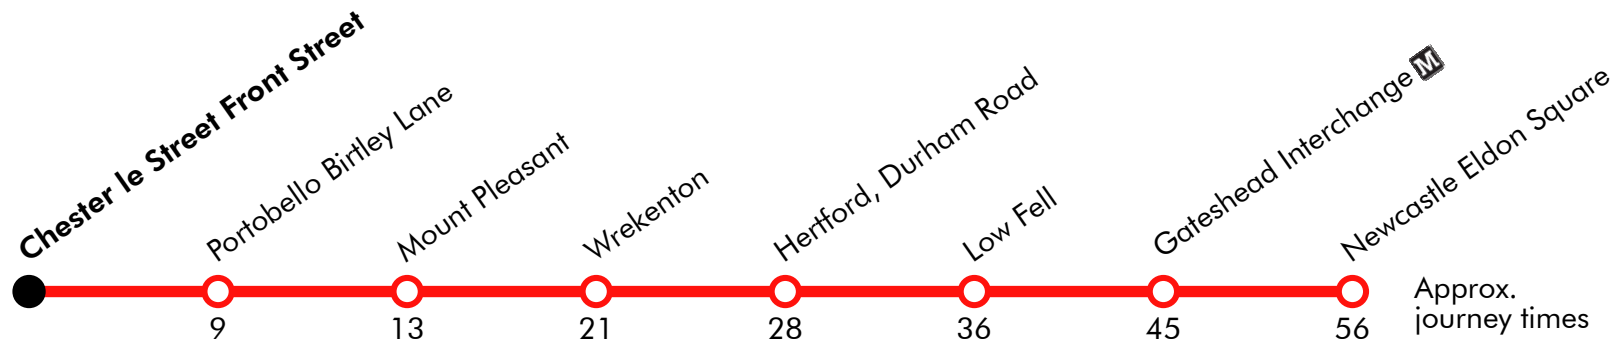 Chester le Street Front Street
Portobello Birtley Lane
Mount Pleasant
Wrekenton
Hertford, Durham Road
Low Fell
Gateshead Interchange M
Newcastle Eldon Square
9
13
21
28
36
45
56
Approx.
journey times